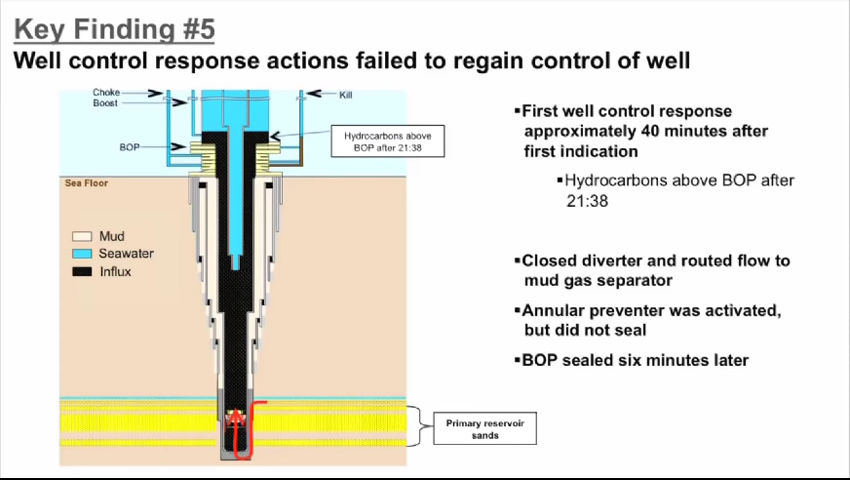 Key Finding #5
Well control response actions failed to regain control of well
Choke
Boost
Kill
BOP
Hydrocarbons above
BOP after 21:38
Sea Floor
Mud
Seawater
Influx
Primary reservoir
sands
▪First well control response
approximately 40 minutes after
first indication
▪Hydrocarbons above BOP after
21:38
▪Closed diverter and routed flow to
mud gas separator
▪Annular preventer was activated,
but did not seal
▪BOP sealed six minutes later